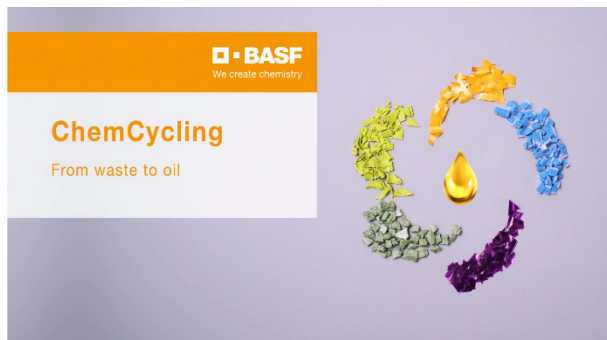 BASF
We create chemistry
ChemCycling
From waste to oil